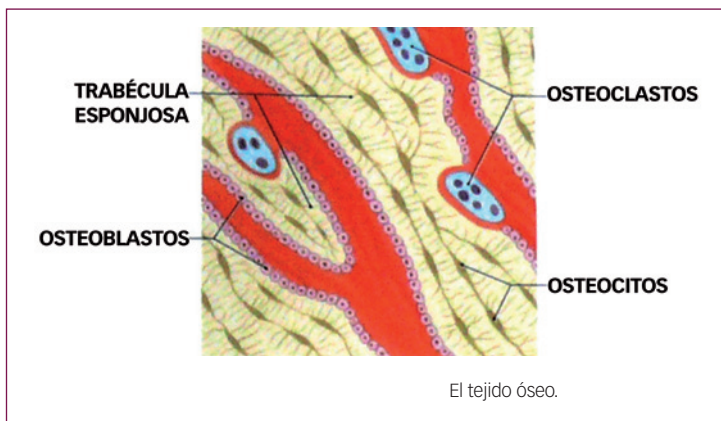 TRABÉCULA
ESPONJOSA
OSTEOCLASTOS
OSTEOBLASTOS
OSTEOCITOS
El tejido óseo.